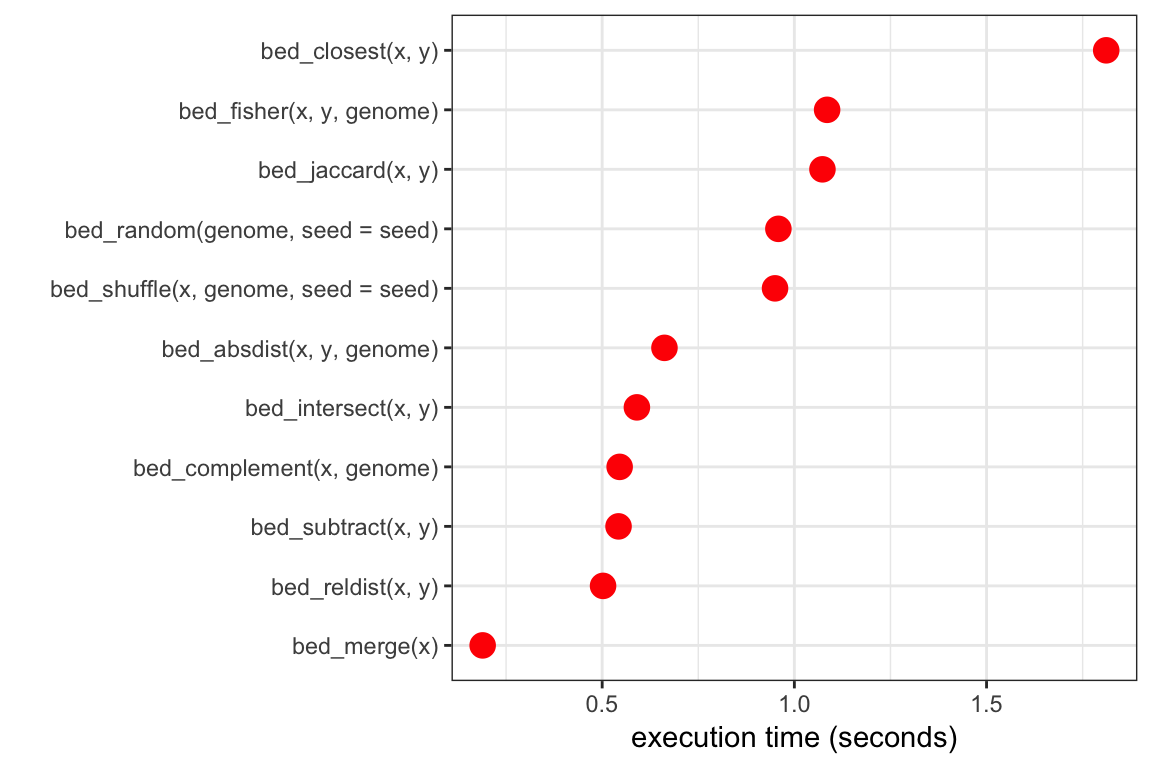 bed_closest(x, y)
bed_fisher(x, y, genome)
bed_jaccard(x, y)
bed_random(genome, seed = seed)
bed_shuffle(x, genome, seed = seed)
bed_absdist(x, y, genome)
bed_intersect(x, y)
bed_complement(x, genome)
bed_subtract(x, y)
bed_reldist(x, y)
bed_merge(x)
0.5 1.0 1.5
execution time (seconds)